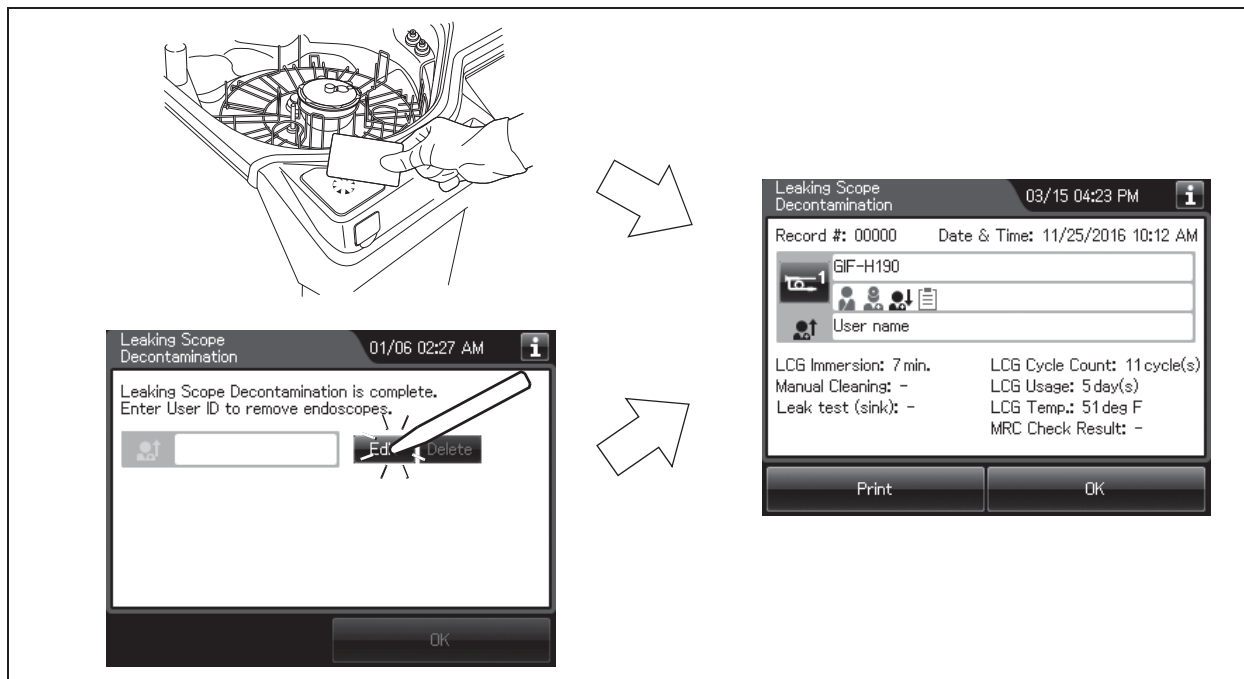 Leaking Scope
Decontamination
01/06 02:27 AM
i
Leaking Scope Decontamination is complete.
Enter User ID to remove endoscopes.
Delete
OK
Leaking Scope
Decontamination
03/15 04:23 PM
i
Record #: 00000 Date & Time: 11/25/2016 10:12 AM
1
GIF-H190
User name
LCG Immersion: 7 min. LCG Cycle Count: 11 cycle(s)
Manual Cleaning: - LCG Usage: 5 day(s)
Leak test (sink): - LCG Temp.: 51 deg F
MRC Check Result: -
Print OK